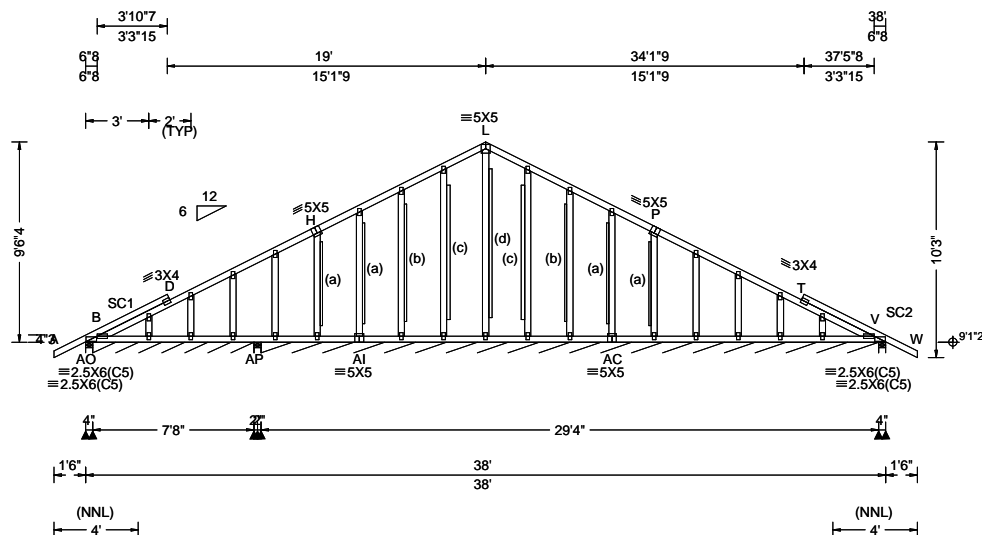 3'10"7
3'3"15
38'
6"8
6"8
6"8
19'
15'1"9
34'1"9
15'1"9
37'5"8
3'3"15
3'
2'
(TYP)
≡5X5
L
12
6
≡5X5
H
≡5X5
P
9'6"4
10'3"
≡3X4
D
≡3X4
T
(a)
(a)
(b)
(c)
(d)
(c)
(b)
(a)
(a)
SC1
B
SC2
V
4"3
A
W
9'1"2
AO
AP
AI
AC
≡2.5X6(C5)
≡2.5X6(C5)
≡5X5
≡5X5
≡2.5X6(C5)
≡2.5X6(C5)
4"
7'8"
29'4"
4"
1'6"
38'
38'
1'6"
(NNL)
4'
(NNL)
4'